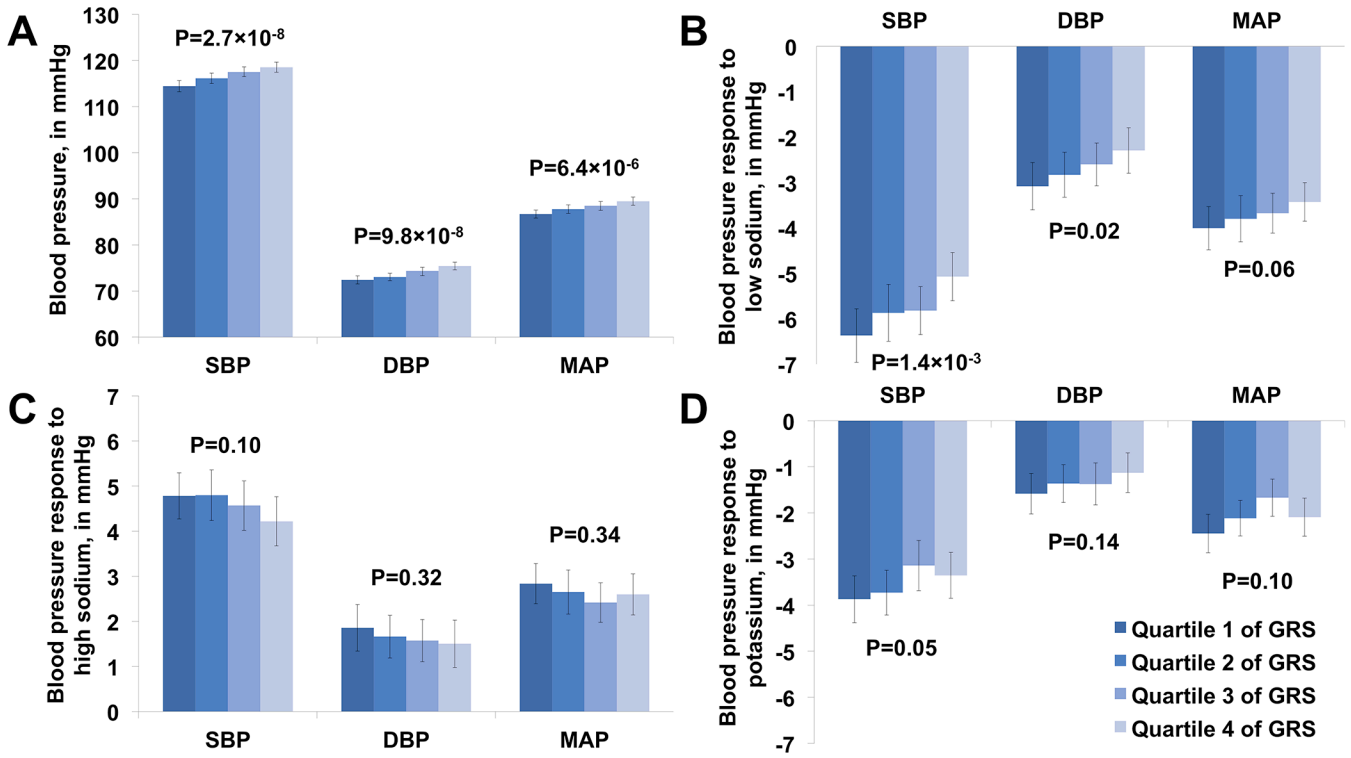 A
Blood pressure, in mmHg
130
120
110
100
90
80
70
60
P=2.7×10-8
P=9.8×10-8
P=6.4×10-6
SBP
DBP
MAP
B
Blood pressure response to
low sodium, in mmHg
SBP
DBP
MAP
0
-1
-2
-3
-4
-5
-6
-7
P=1.4×10-3
P=0.02
P=0.06
C
Blood pressure response to
high sodium, in mmHg
7
6
5
4
3
2
1
0
P=0.10
P=0.32
P=0.34
SBP
DBP
MAP
D
Blood pressure response to
potassium, in mmHg
SBP
DBP
MAP
0
-1
-2
-3
-4
-5
-6
-7
P=0.05
P=0.14
P=0.10
Quartile 1 of GRS
Quartile 2 of GRS
Quartile 3 of GRS
Quartile 4 of GRS